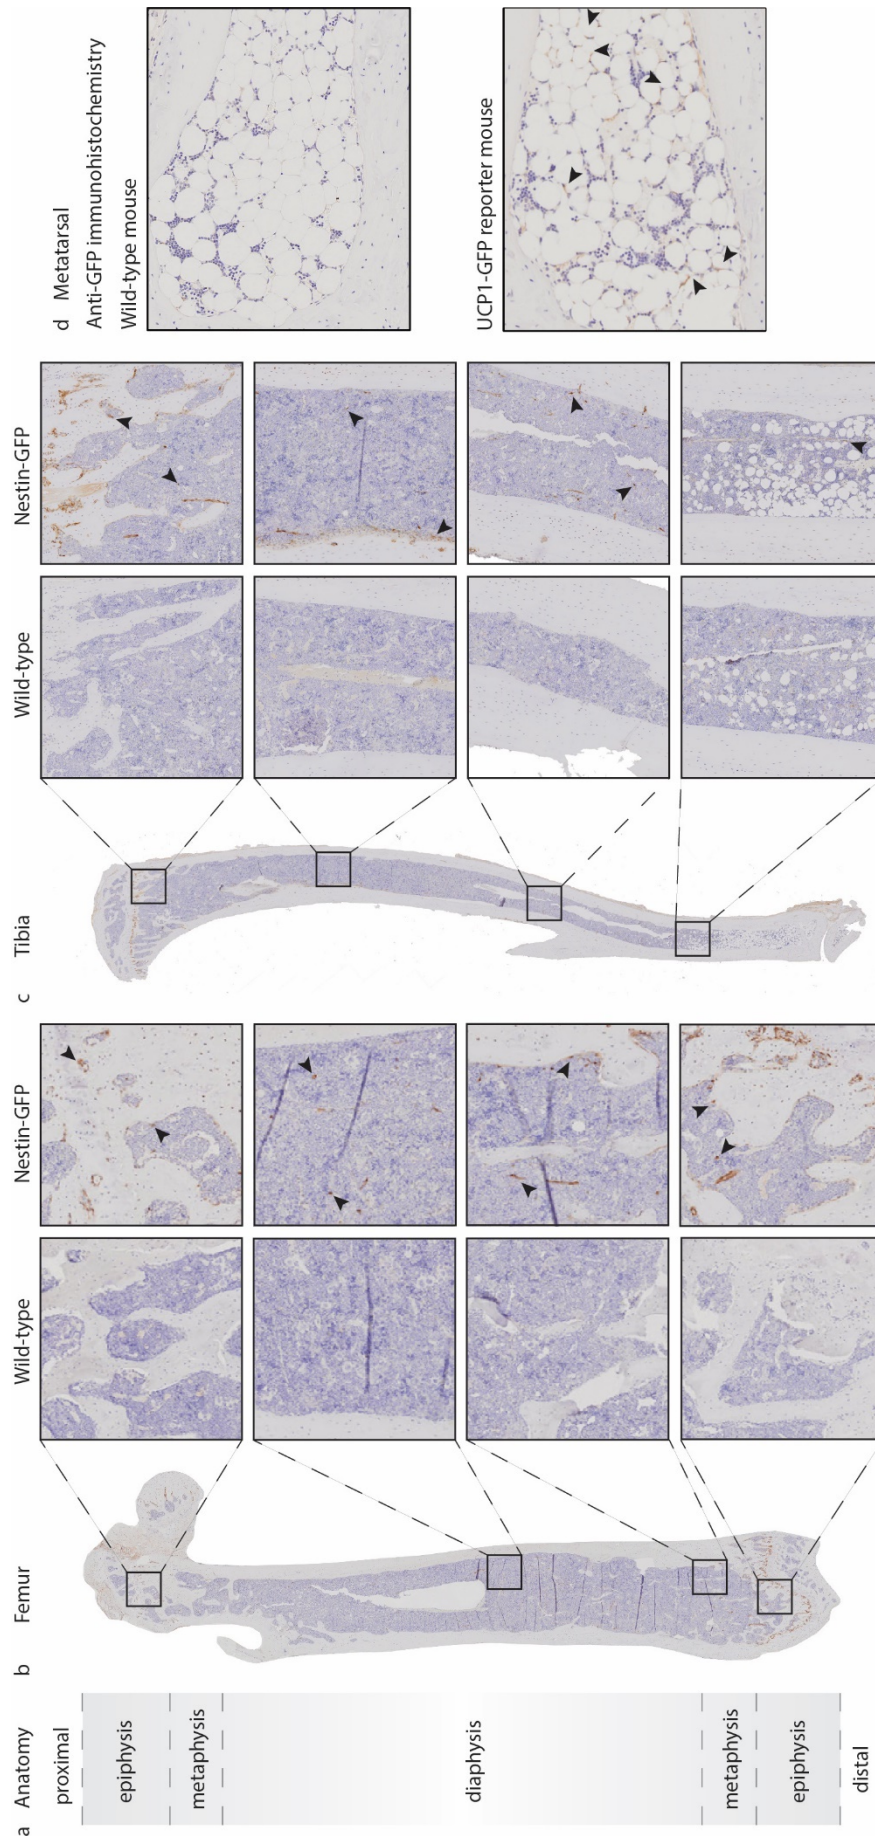 a Anatomy
proximal
epiphysis
metaphysis
diaphysis
metaphysis
epiphysis
distal
b Femur
Wild-type
Nestin-GFP
c Tibia
Wild-type
Nestin-GFP
d Metatarsal
Anti-GFP immunohistochemistry
Wild-type mouse
UCP1-GFP reporter mouse